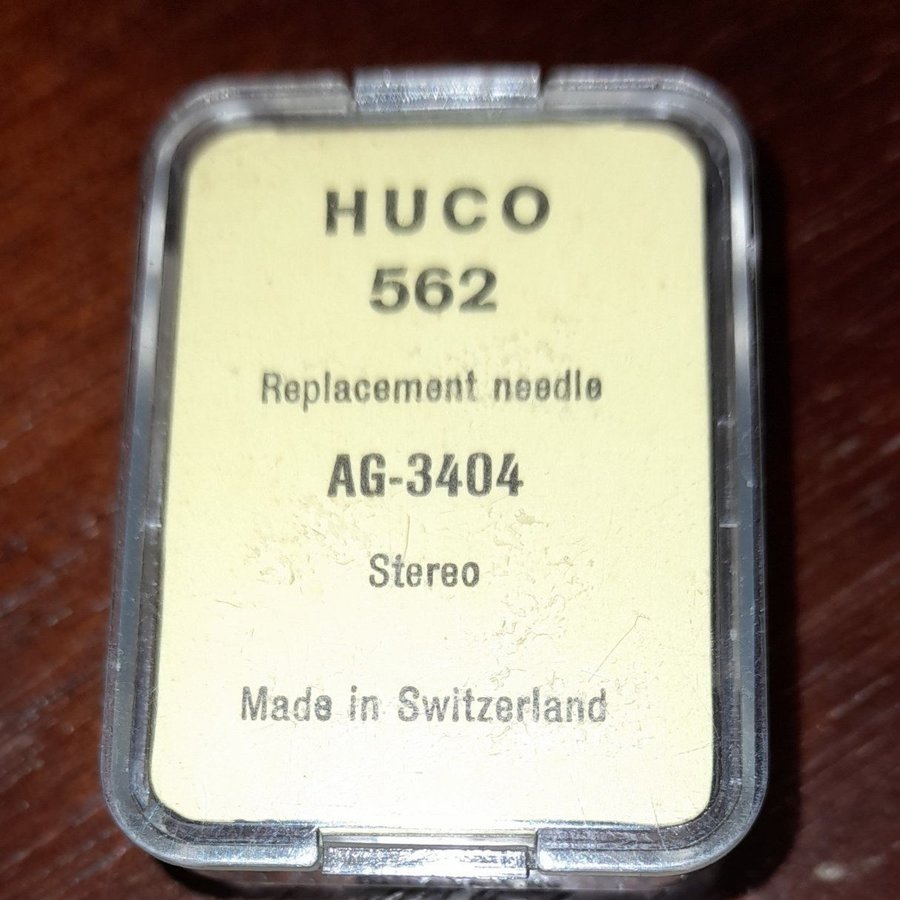 HUCO
562
Replacement needle
AG-3404
Stereo
Made in Switzerland